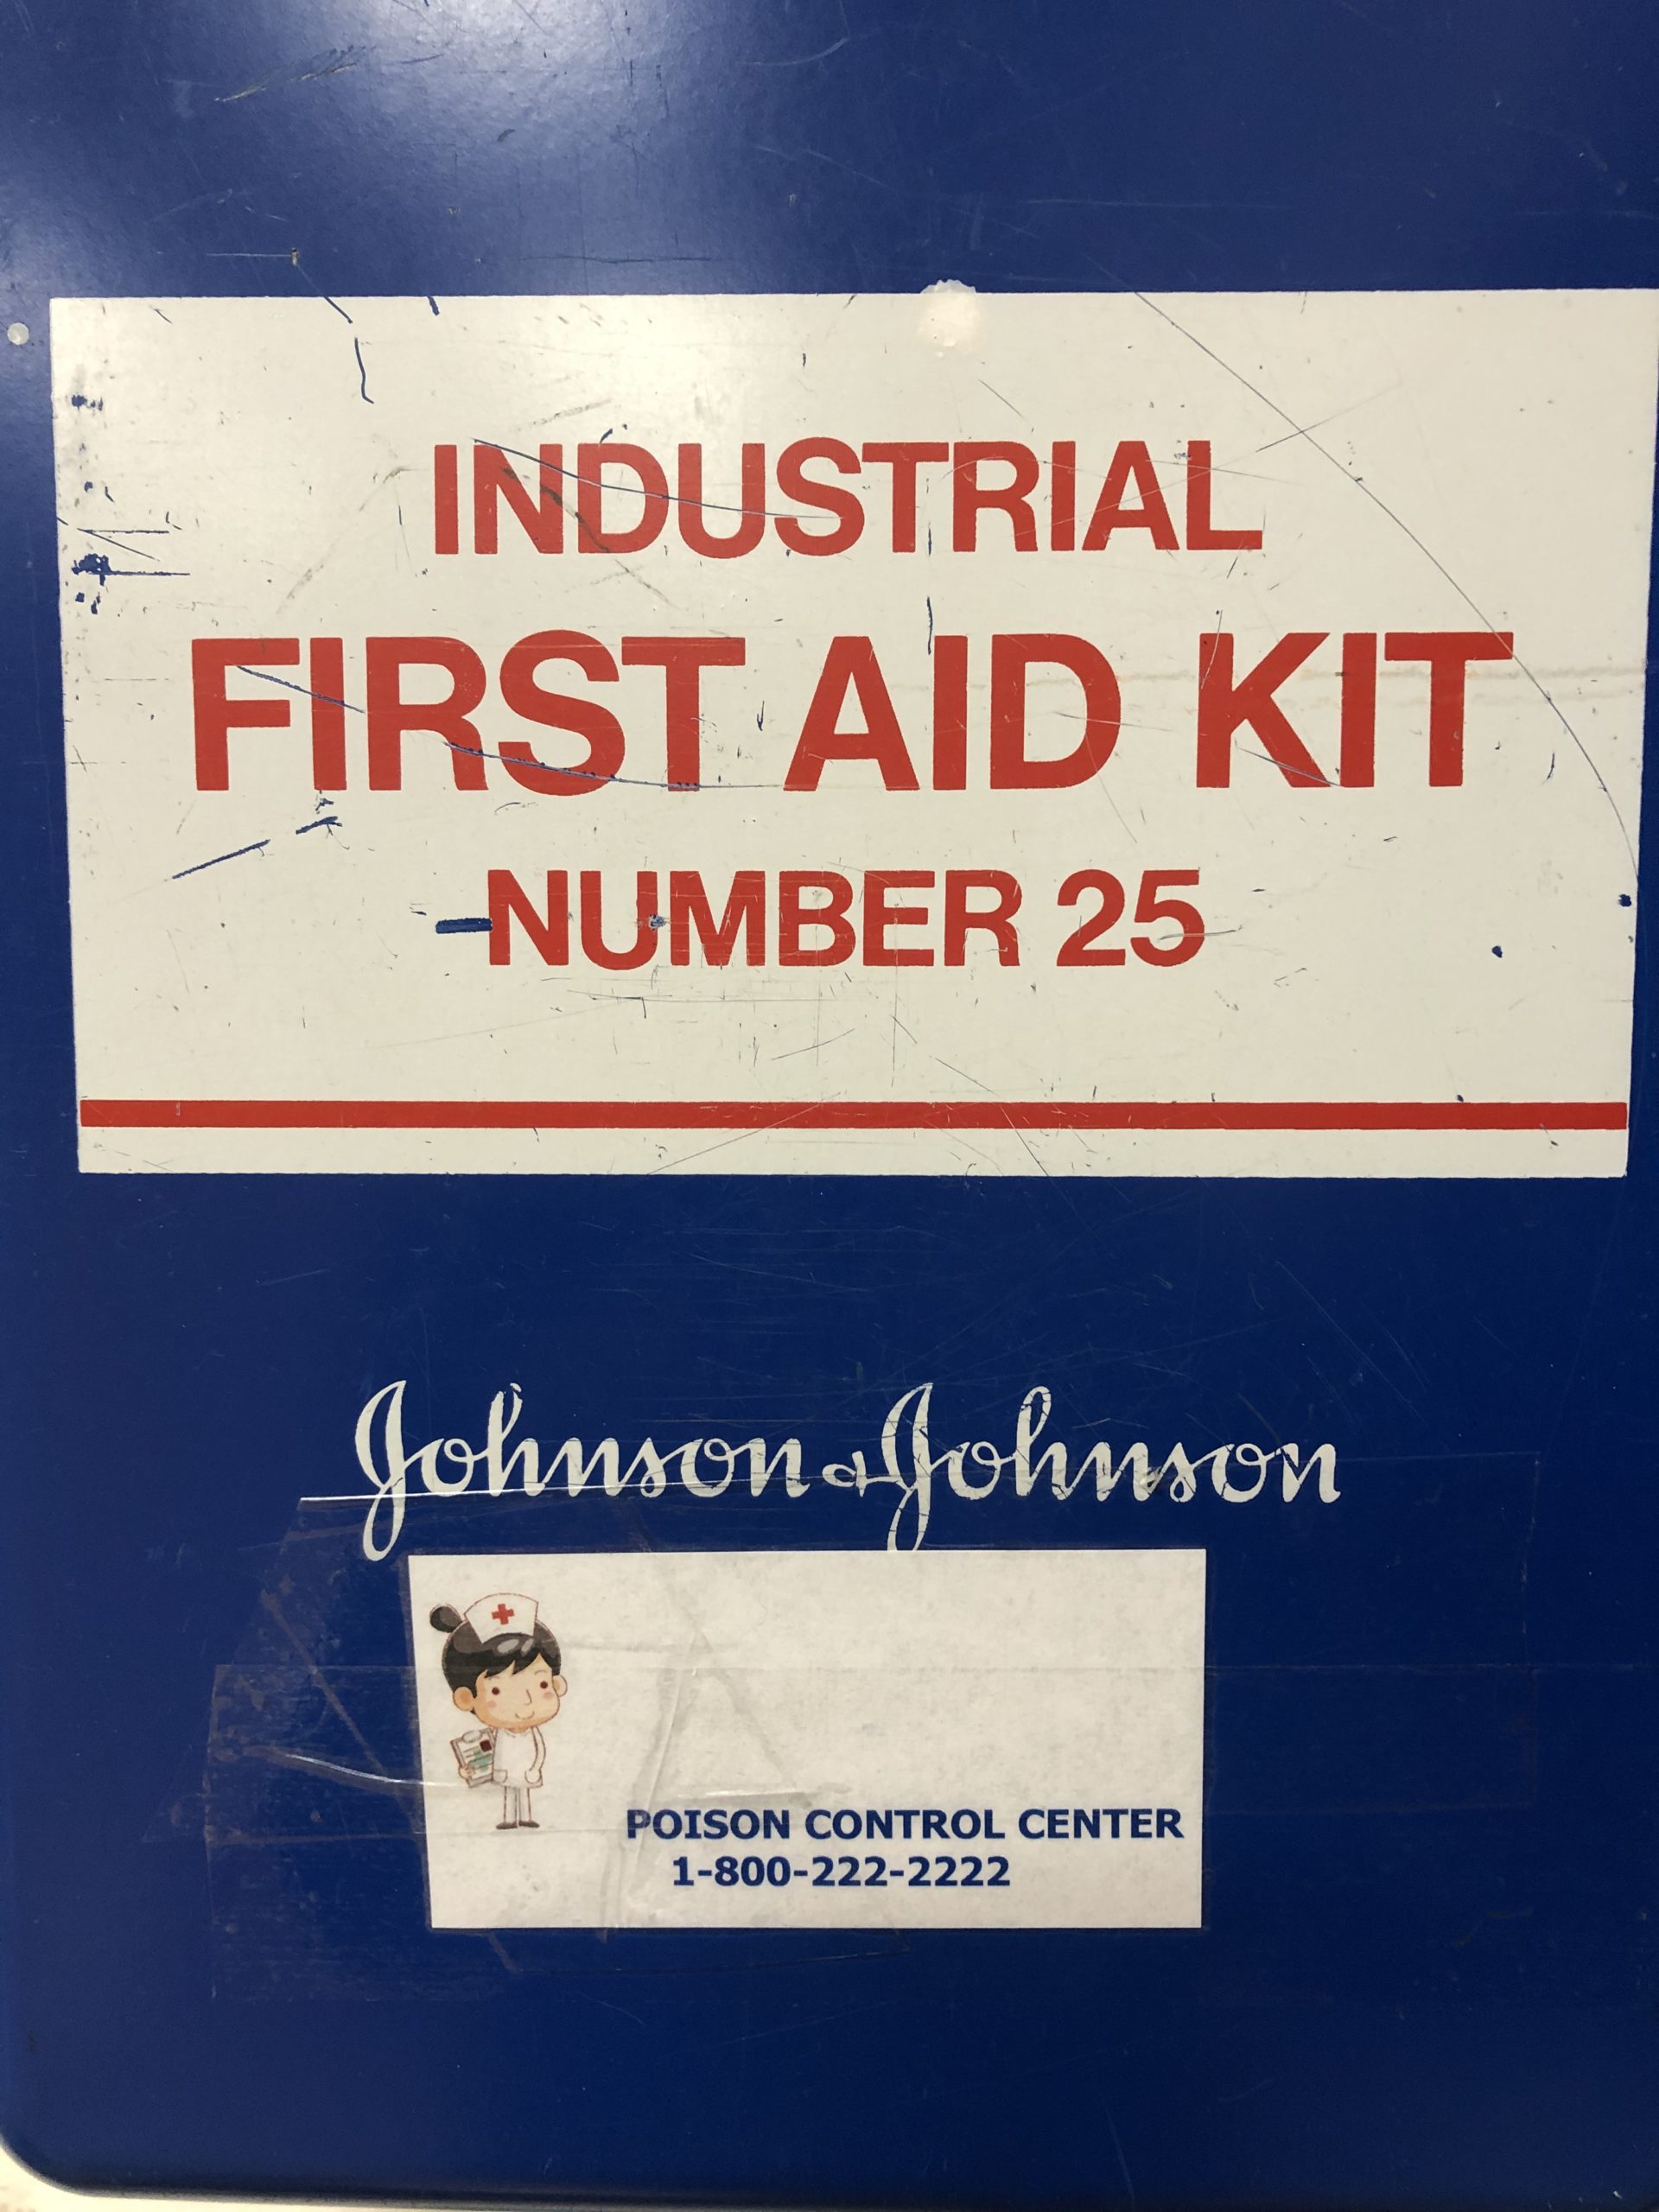 INDUSTRIAL
FIRST AID KIT
NUMBER 25
Johnson & Johnson
POISON CONTROL CENTER
1-800-222-2222